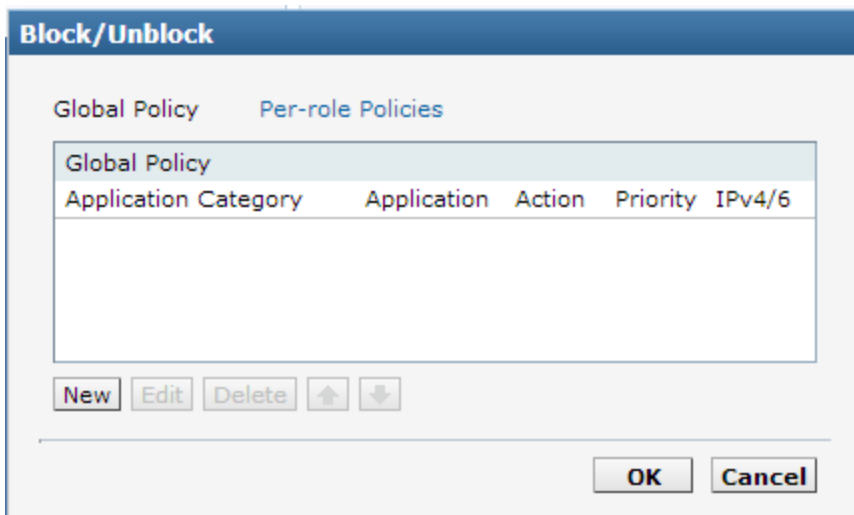 Block/Unblock
Global Policy Per-role Policies
Global Policy
Application Category Application Action Priority IPv4/6
New Edit Delete
OK Cancel